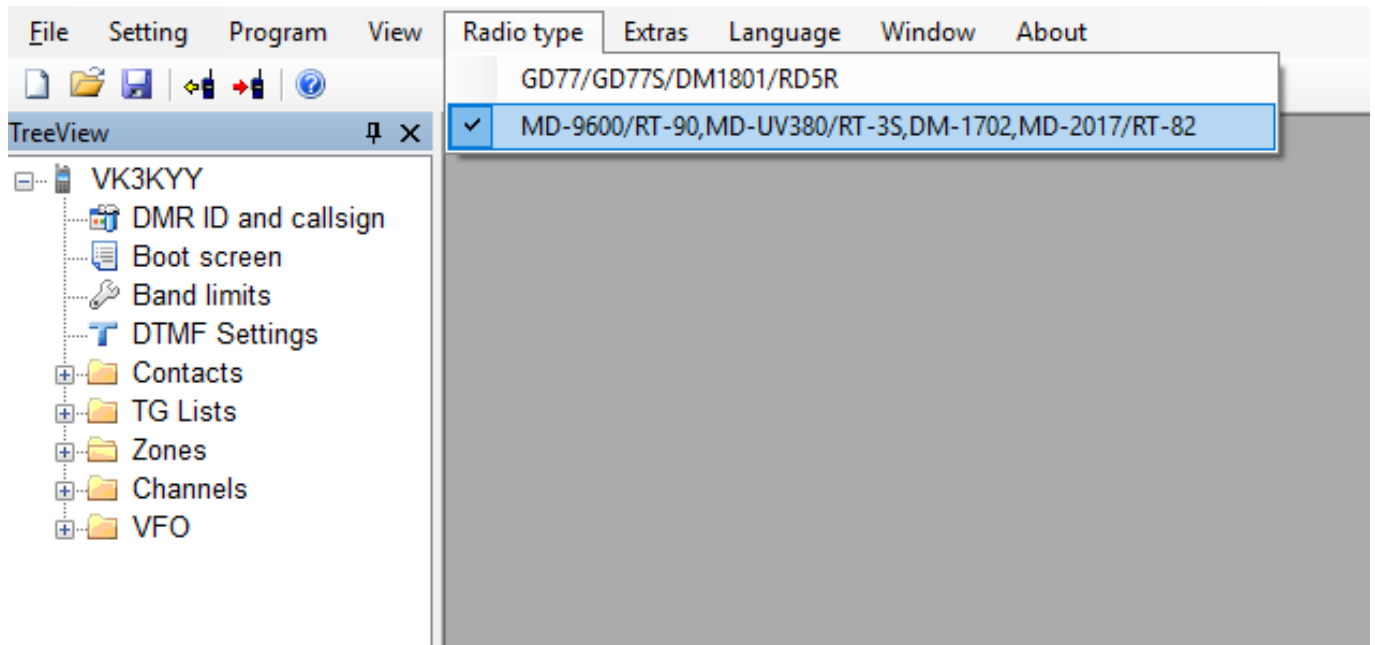 File Setting Program View Radio type Extras Language Window About
GD77/GD77S/DM1801/RD5R
MD-9600/RT-90,MD-UV380/RT-3S,DM-1702,MD-2017/RT-82
TreeView
VK3KYY
DMR ID and callsign
Boot screen
Band limits
DTMF Settings
Contacts
TG Lists
Zones
Channels
VFO